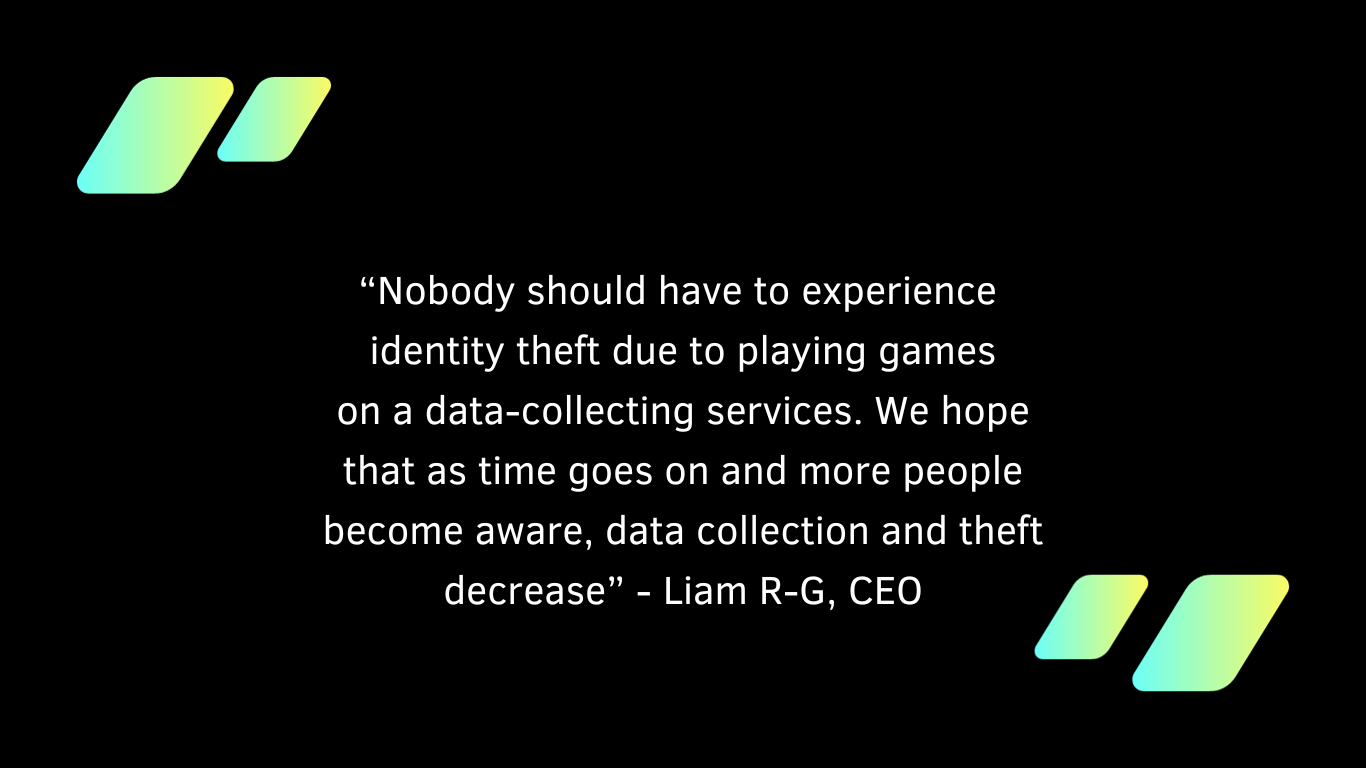 “Nobody should have to experience
identity theft due to playing games
on a data-collecting services. We hope
that as time goes on and more people
become aware, data collection and theft
decrease” - Liam R-G, CEO